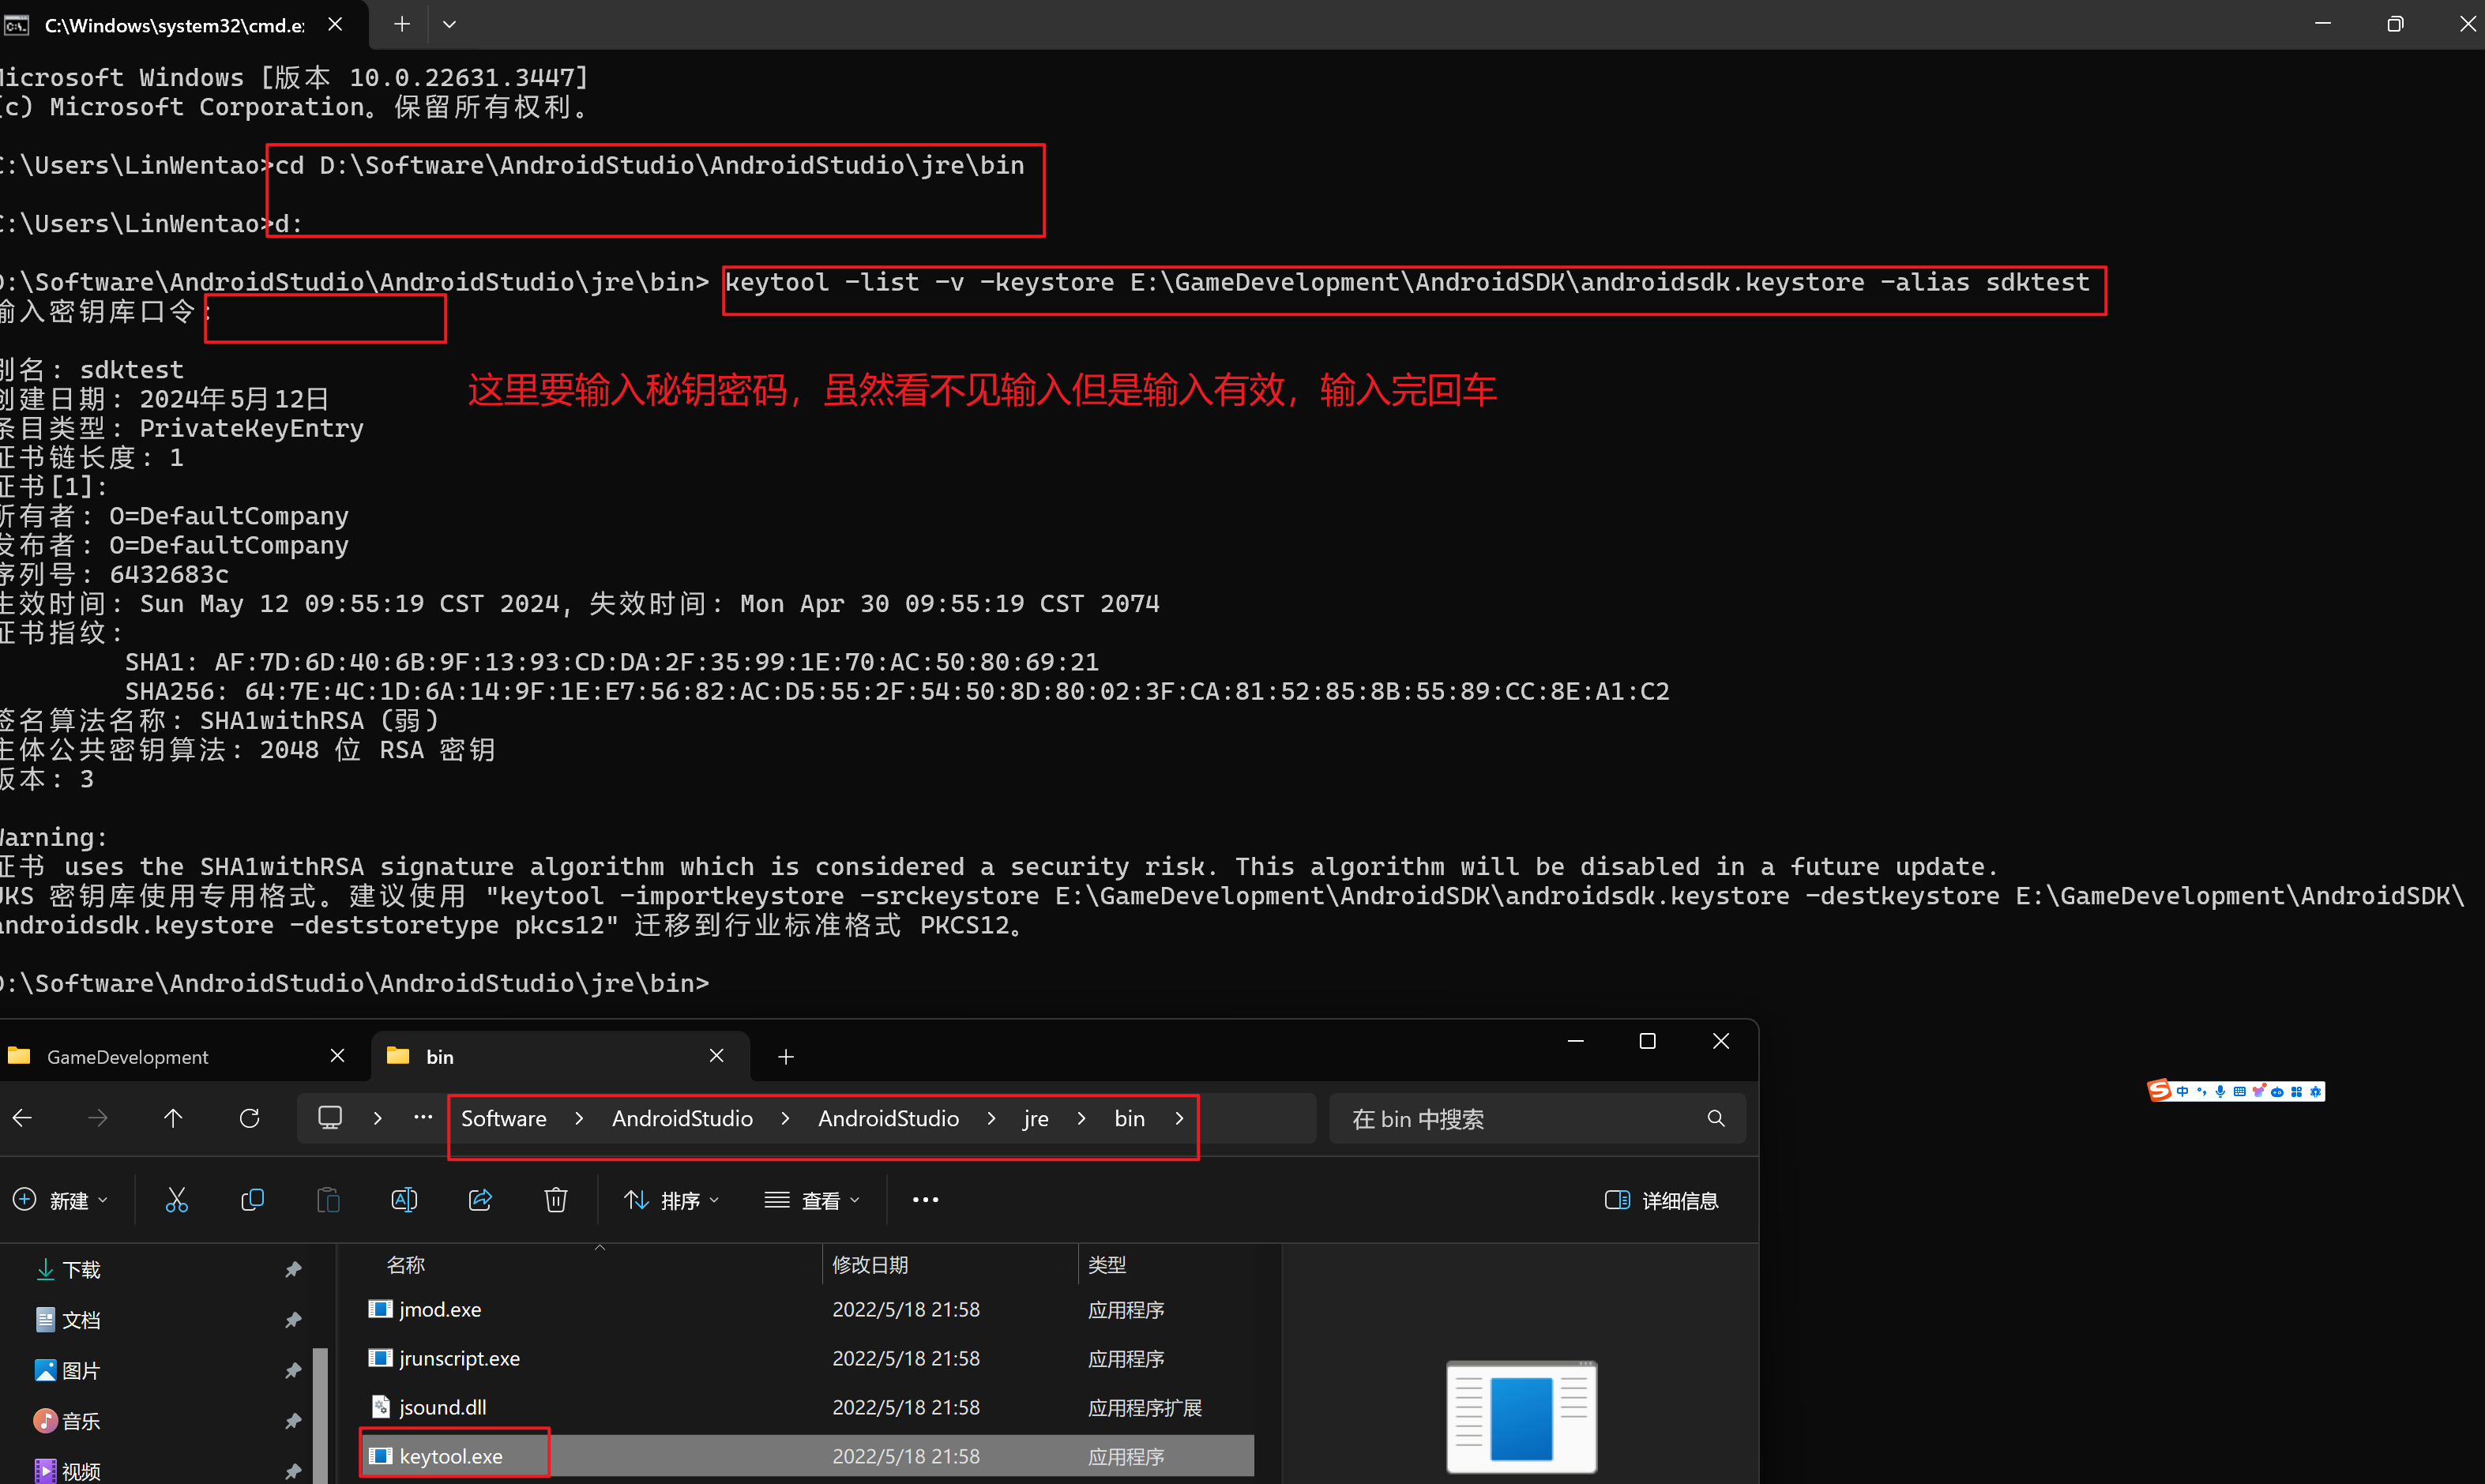 C:\Windows\system32\cmd.e
Microsoft Windows [版本 10.0.22631.3447]
(c) Microsoft Corporation。保留所有权利。
C:\Users\LinWentao>cd D:\Software\AndroidStudio\AndroidStudio\jre\bin
C:\Users\LinWentao>d:
D:\Software\AndroidStudio\AndroidStudio\jre\bin> keytool -list -v -keystore E:\GameDevelopment\AndroidSDK\androidsdk.keystore -alias sdktest
输入密钥库口令:
别名: sdktest
这里要输入秘钥密码，虽然看不见输入但是输入有效，输入完回车
创建日期: 2024年5月12日
条目类型: PrivateKeyEntry
证书链长度: 1
证书[1]:
所有者: O=DefaultCompany
发布者: O=DefaultCompany
序列号: 6432683c
生效时间: Sun May 12 09:55:19 CST 2024, 失效时间: Mon Apr 30 09:55:19 CST 2074
证书指纹:
SHA1: AF:7D:6D:40:6B:9F:13:93:CD:DA:2F:35:99:1E:70:AC:50:80:69:21
SHA256: 64:7E:4C:1D:6A:14:9F:1E:E7:56:82:AC:D5:55:2F:54:50:8D:80:02:3F:CA:81:52:85:8B:55:89:CC:8E:A1:C2
签名算法名称: SHA1withRSA (弱)
主体公共密钥算法: 2048 位 RSA 密钥
版本: 3
Warning:
证书 uses the SHA1withRSA signature algorithm which is considered a security risk. This algorithm will be disabled in a future update.
JKS 密钥库使用专用格式。建议使用 "keytool -importkeystore -srckeystore E:\GameDevelopment\AndroidSDK\androidsdk.keystore -destkeystore E:\GameDevelopment\AndroidSDK\
androidsdk.keystore -deststoretype pkcs12" 迁移到行业标准格式 PKCS12。
D:\Software\AndroidStudio\AndroidStudio\jre\bin>
GameDevelopment bin
Software > AndroidStudio > AndroidStudio > jre > bin > 在 bin 中搜索
中
新建 排序 查看 详细信息
名称 修改日期 类型
下载
文档
图片
音乐
视频
jmod.exe 2022/5/18 21:58 应用程序
jrunscript.exe 2022/5/18 21:58 应用程序
jsound.dll 2022/5/18 21:58 应用程序扩展
keytool.exe 2022/5/18 21:58 应用程序